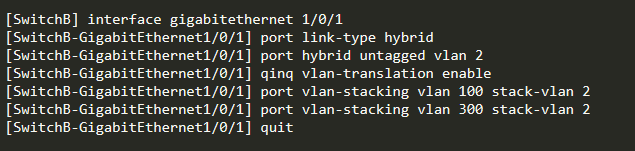 [SwitchB] interface gigabitethernet 1/0/1
[SwitchB-GigabitEthernet1/0/1] port link-type hybrid
[SwitchB-GigabitEthernet1/0/1] port hybrid untagged vlan 2
[SwitchB-GigabitEthernet1/0/1] qinq vlan-translation enable
[SwitchB-GigabitEthernet1/0/1] port vlan-stacking vlan 100 stack-vlan 2
[SwitchB-GigabitEthernet1/0/1] port vlan-stacking vlan 300 stack-vlan 2
[SwitchB-GigabitEthernet1/0/1] quit